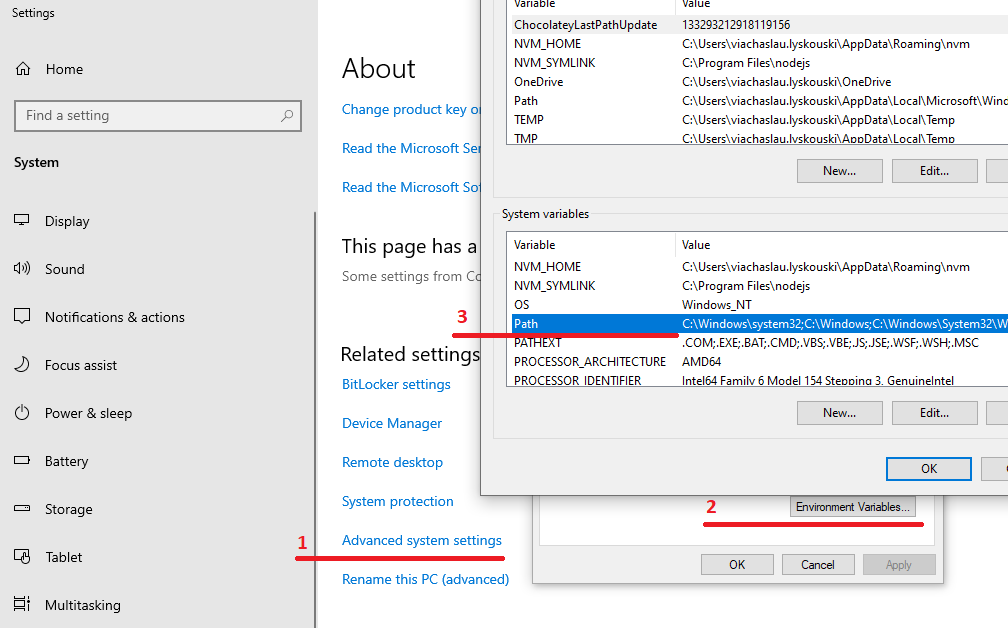 Settings
Home
Find a setting
System
Display
Sound
Notifications & actions
Focus assist
Power & sleep
Battery
Storage
Tablet
Multitasking
About
Change product key o
Read the Microsoft Ser
Read the Microsoft So
This page has a
Some settings from Co
Related settings
BitLocker settings
Device Manager
Remote desktop
System protection
1
Advanced system settings
Rename this PC (advanced)
Variable Value
ChocolateyLastPathUpdate 133293212918119156
NVM_HOME C:\Users\viachaslau.lyskouski\AppData\Roaming\nvm
NVM_SYMLINK C:\Program Files\nodejs
OneDrive C:\Users\viachaslau.lyskouski\OneDrive
Path C:\Users\viachaslau.lyskouski\AppData\Local\Microsoft\Wind
TEMP C:\Users\viachaslau.lyskouski\AppData\Local\Temp
TMP C:\Users\viachaslau.lyskouski\AppData\Local\Temp
New... Edit...
System variables
Variable Value
NVM_HOME C:\Users\viachaslau.lyskouski\AppData\Roaming\nvm
NVM_SYMLINK C:\Program Files\nodejs
OS Windows_NT
3
Path C:\Windows\system32;C:\Windows;C:\Windows\System32\W
PATHEXT .COM;.EXE;.BAT;.CMD;.VBS;.VBE;.JS;.JSE;.WSF;.WSH;.MSC
PROCESSOR_ARCHITECTURE AMD64
PROCESSOR_IDENTIFIER Intel64 Family 6 Model 154 Stepping 3, GenuineIntel
New... Edit...
OK
2
Environment Variables...
OK Cancel Apply